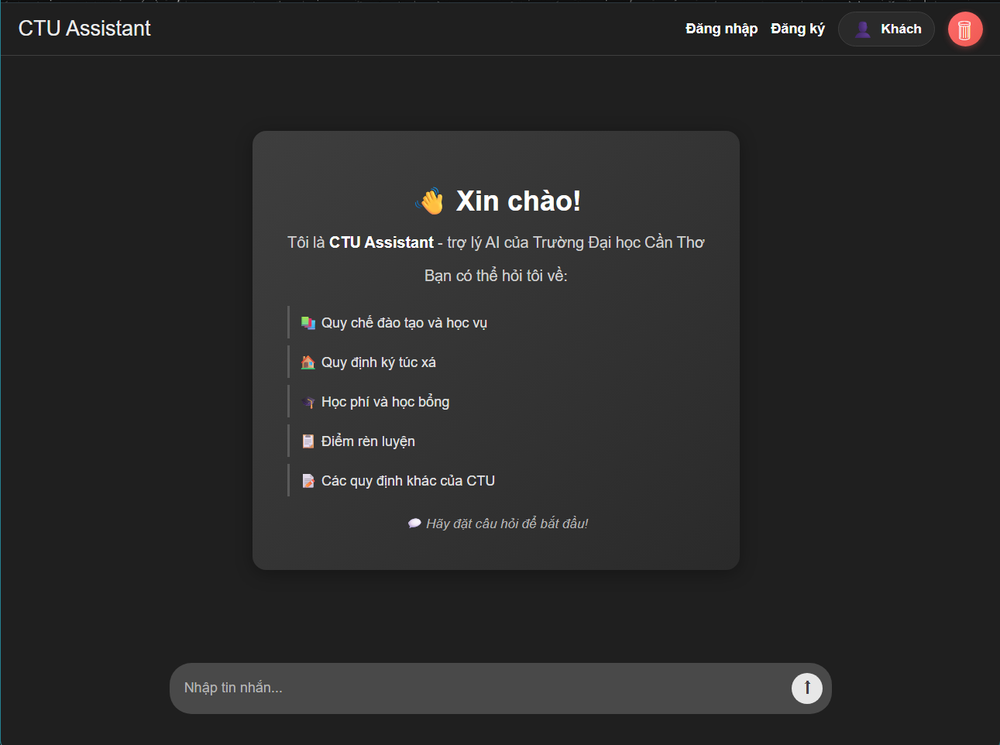 CTU Assistant
Đăng nhập Đăng ký Khách
Xin chào!
Tôi là CTU Assistant - trợ lý AI của Trường Đại học Cần Thơ
Bạn có thể hỏi tôi về:
Quy chế đào tạo và học vụ
Quy định ký túc xá
Học phí và học bổng
Điểm rèn luyện
Các quy định khác của CTU
Hãy đặt câu hỏi để bắt đầu!
Nhập tin nhắn...